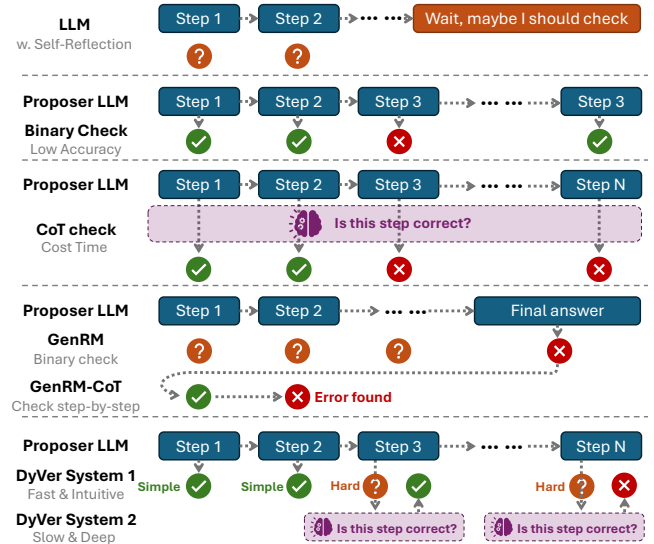 LLM
w. Self-Reflection
Step 1
Step 2
... ...
Wait, maybe I should check
?
?
Proposer LLM
Step 1
Step 2
Step 3
... ...
Step 3
Binary Check
Low Accuracy
Proposer LLM
Step 1
Step 2
Step 3
... ...
Step N
CoT check
Cost Time
Is this step correct?
Proposer LLM
Step 1
Step 2
... ...
Final answer
GenRM
Binary check
?
?
?
GenRM-CoT
Check step-by-step
Error found
Proposer LLM
Step 1
Step 2
Step 3
... ...
Step N
DyVer System 1
Fast & Intuitive
Simple
Simple
Hard
?
Hard
?
DyVer System 2
Slow & Deep
Is this step correct?
Is this step correct?